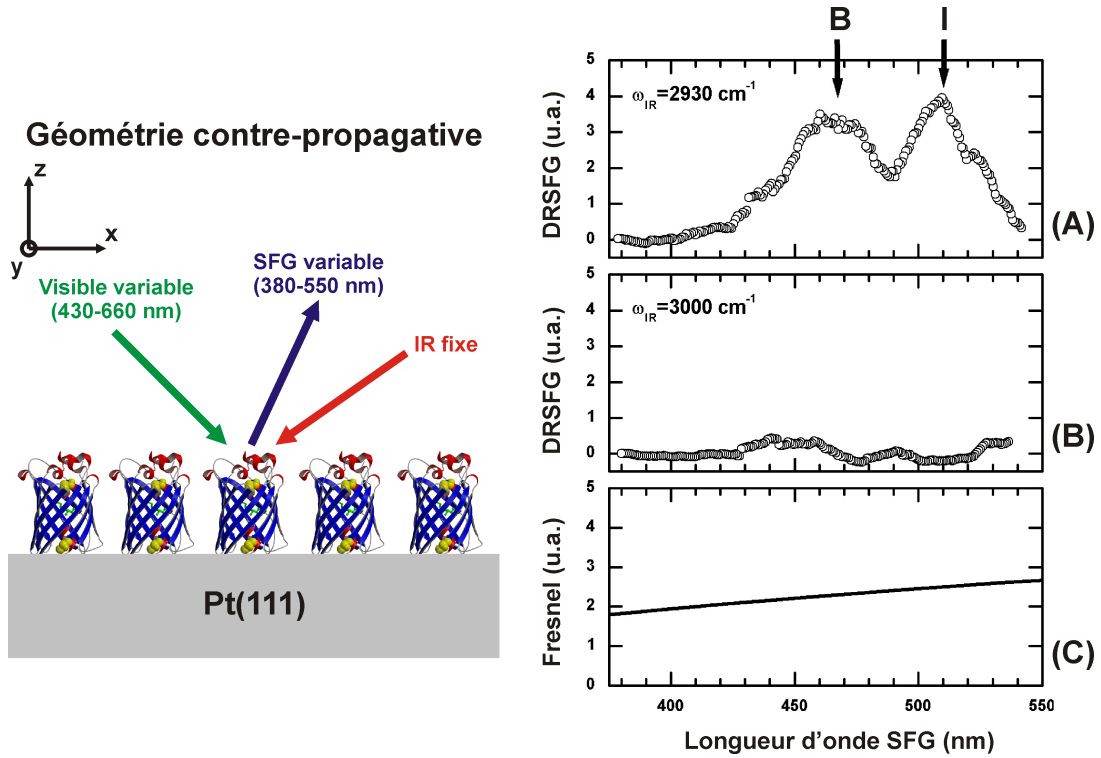 Géométrie contre-propagative
z
x
y
Visible variable
(430-660 nm)
SFG variable
(380-550 nm)
IR fixe
Pt(111)
B
I
5
4
3
2
1
0
DRSFG (u.a.)
ωIR=2930 cm-1
(A)
5
4
3
2
1
0
DRSFG (u.a.)
ωIR=3000 cm-1
(B)
5
4
3
2
1
0
Fresnel (u.a.)
(C)
400
450
500
550
Longueur d'onde SFG (nm)